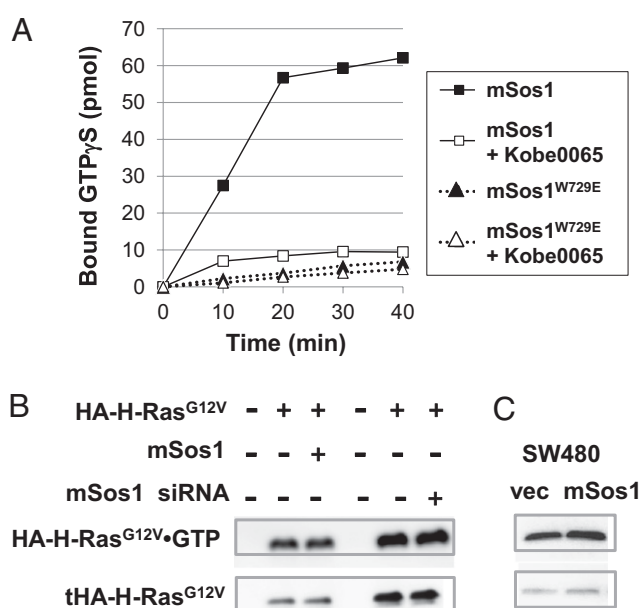 A
Bound GTPγS (pmol)
70
60
50
40
30
20
10
0
0 10 20 30 40
Time (min)
mSos1
mSos1
+ Kobe0065
mSos1W729E
mSos1W729E
+ Kobe0065
B
HA-H-RasG12V - + + - + +
mSos1 - - + - - -
mSos1 siRNA - - - - - +
HA-H-RasG12V•GTP
tHA-H-RasG12V
C
SW480
vec mSos1